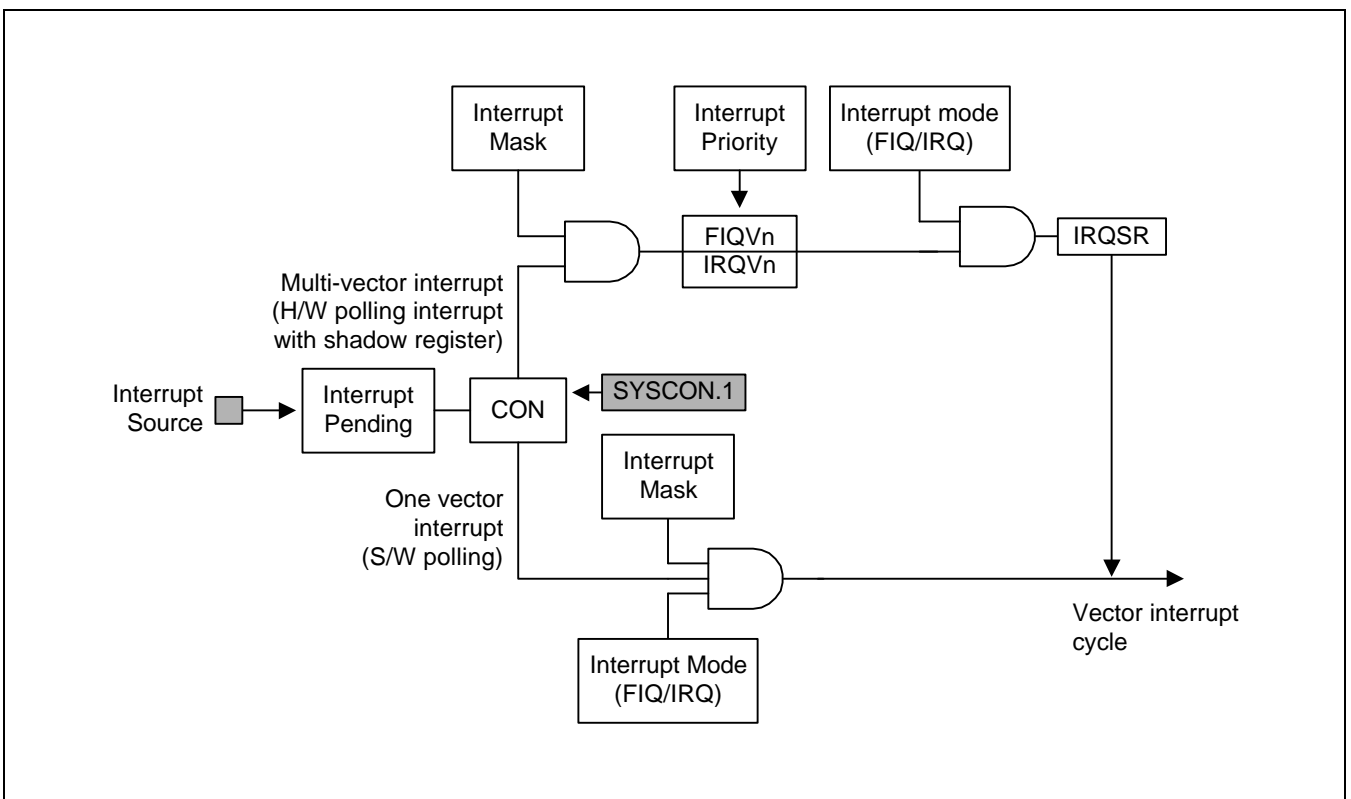 Interrupt
Mask
Interrupt
Priority
Interrupt mode
(FIQ/IRQ)
FIQVn
IRQVn
IRQSR
Multi-vector interrupt
(H/W polling interrupt
with shadow register)
Interrupt
Source
Interrupt
Pending
CON
SYSCON.1
Interrupt
Mask
One vector
interrupt
(S/W polling)
Vector interrupt
cycle
Interrupt Mode
(FIQ/IRQ)